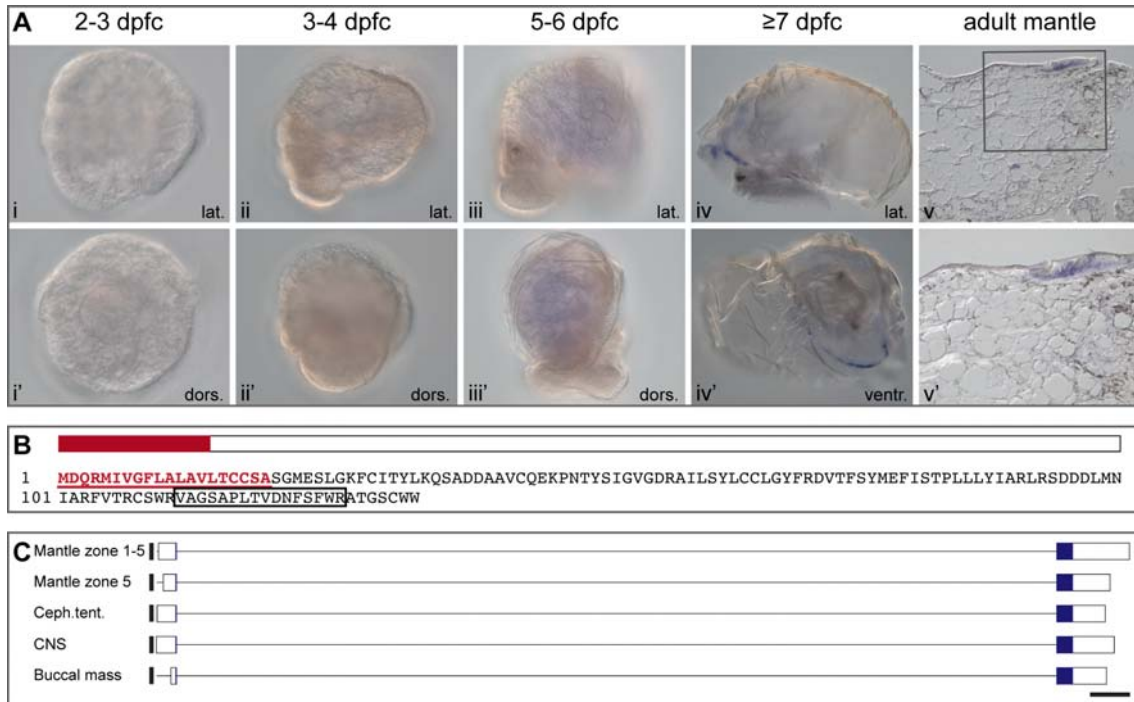 A 2-3 dpfc 3-4 dpfc 5-6 dpfc ≥7 dpfc adult mantle
i lat. ii lat. iii lat. iv lat. v
i' dors. ii' dors. iii' dors. iv' ventr. v'
B
1 MDQRMIVGFLALAVLTCCSASGMESLGKFCITYLKQSADDAAVCQEKPNTYSIGVGDRAILSYLCCLGYFRDVTFSYMEFISTPLLLYIARLRSDDDLMN
101 IARFVTRCSWRVAGSAPLTVDNFSFWRATGSCWW
C Mantle zone 1-5
Mantle zone 5
Ceph.tent.
CNS
Buccal mass